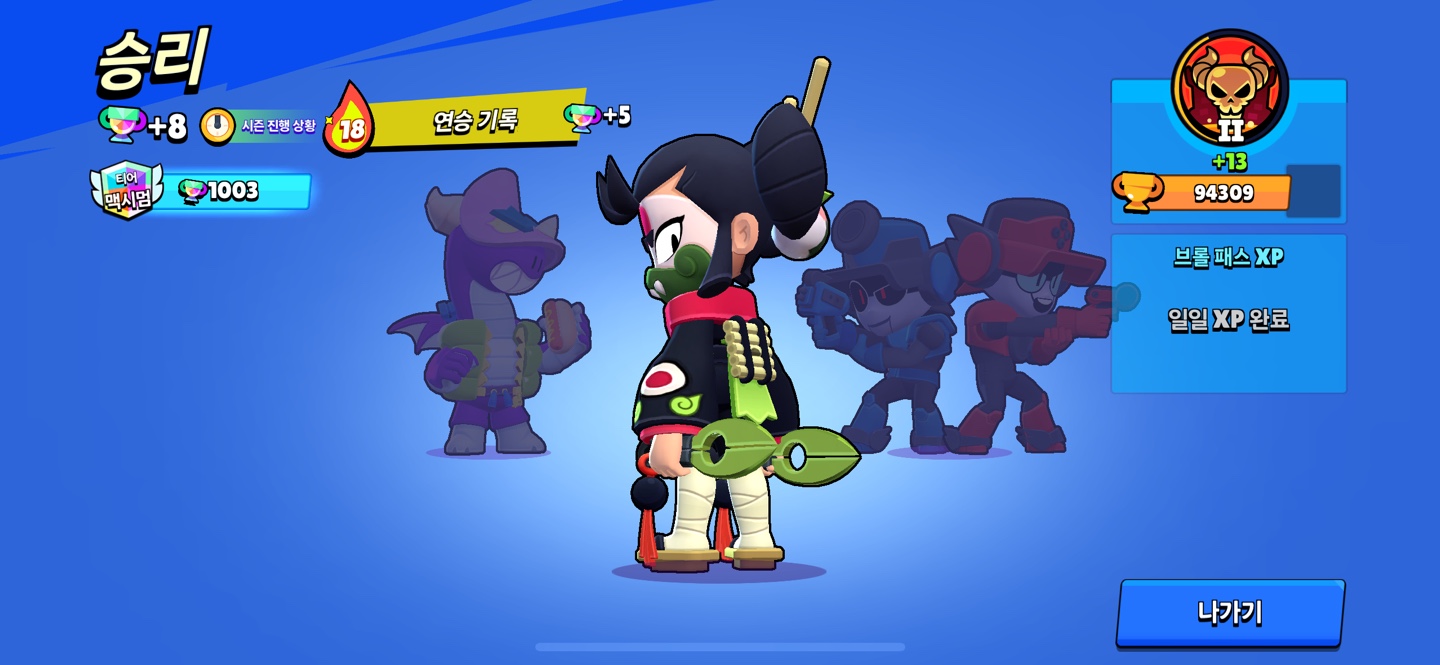 승리
+8
시즌 진행 상황
18
연승 기록
+5
티어
맥시멈
1003
II
+13
94309
브롤 패스 XP
일일 XP 완료
나가기